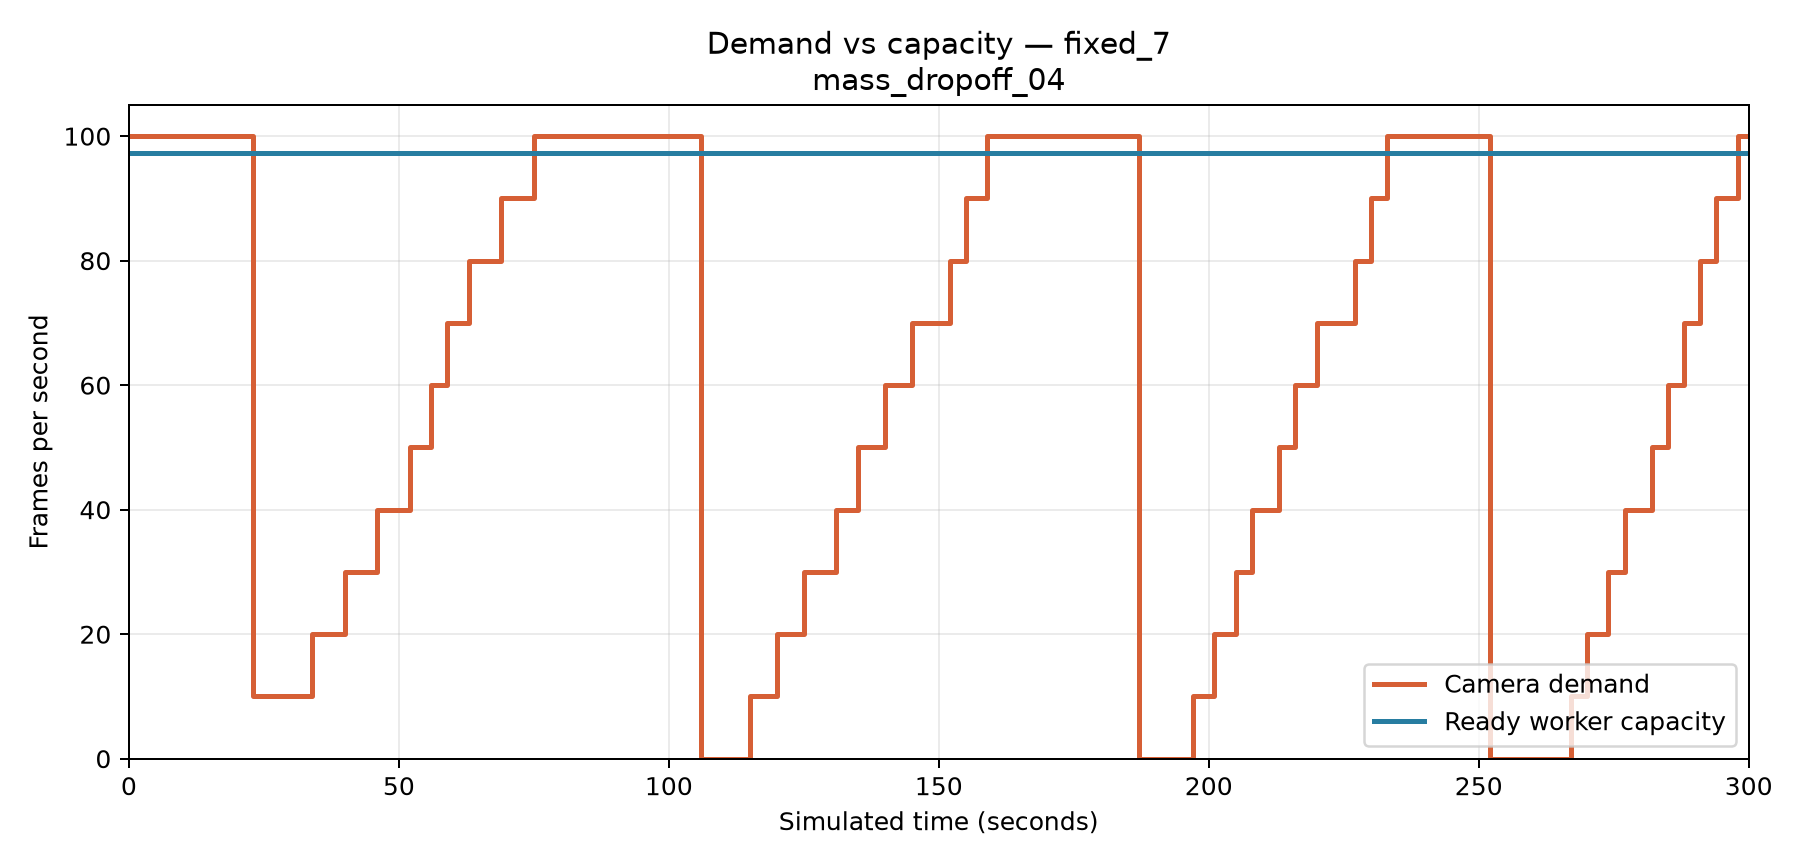 Demand vs capacity — fixed_7
mass_dropoff_04
Frames per second
100
80
60
40
20
0
0 50 100 150 200 250 300
Simulated time (seconds)
Camera demand
Ready worker capacity